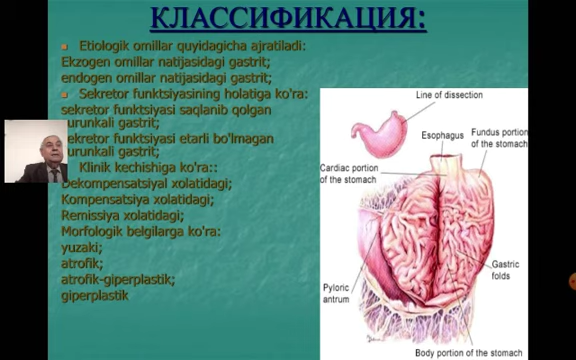 КЛАССИФИКАЦИЯ:
Etiologik omillar quyidagicha ajratiladi:
Ekzogen omillar natijasidagi gastrit;
endogen omillar natijasidagi gastrit;
Sekretor funktsiyasining holatiga ko'ra:
sekretor funktsiyasi saqlanib qolgan
urunkali gastrit;
ekretor funktsiyasi etarli bo'lmagan
urunkali gastrit;
Klinik kechishiga ko'ra::
Dekompensatsiyal xolatidagi;
Kompensatsiya xolatidagi;
Remissiya xolatidagi;
Morfologik belgilarga ko'ra:
yuzaki;
atrofik;
atrofik-giperplastik;
giperplastik
Line of dissection
Esophagus
Fundus portion
of the stomach
Cardiac portion
of the stomach
Gastric
folds
Pyloric
antrum
Body portion of the stomach